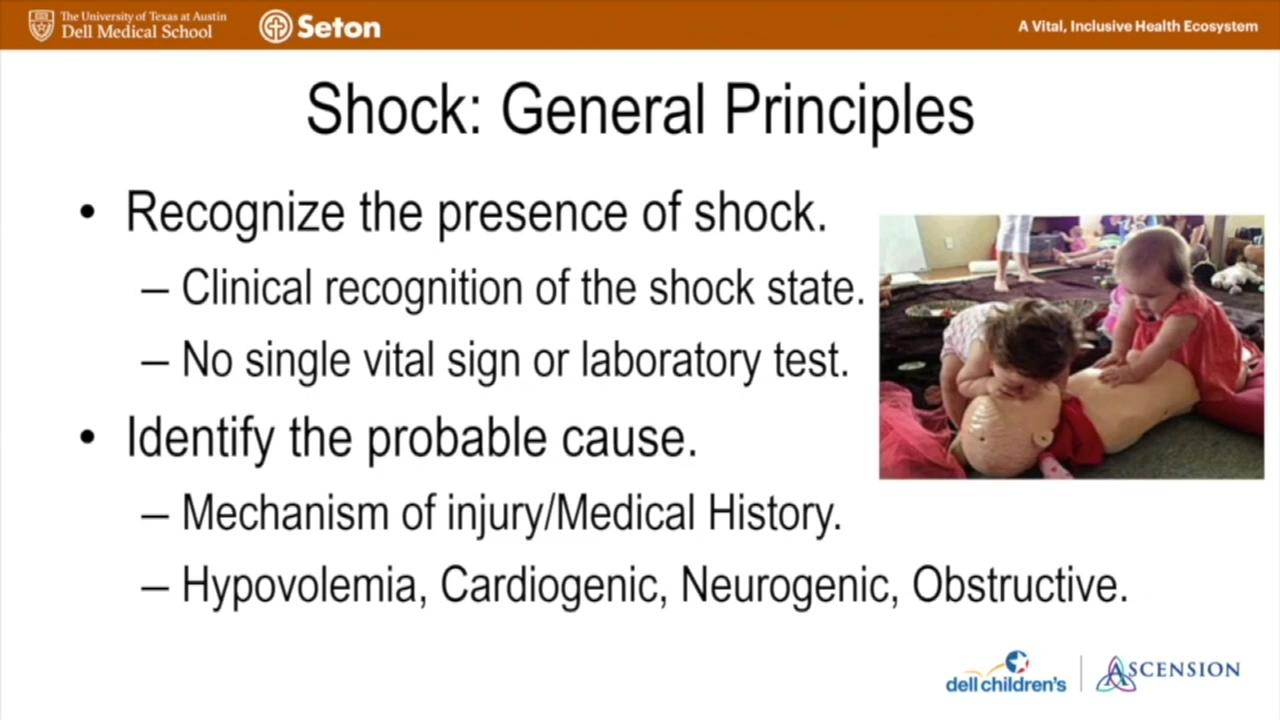 The University of Texas at Austin
Dell Medical School
Seton
A Vital, Inclusive Health Ecosystem
Shock: General Principles
• Recognize the presence of shock.
– Clinical recognition of the shock state.
– No single vital sign or laboratory test.
• Identify the probable cause.
– Mechanism of injury/Medical History.
– Hypovolemia, Cardiogenic, Neurogenic, Obstructive.
dell children's
ASCENSION